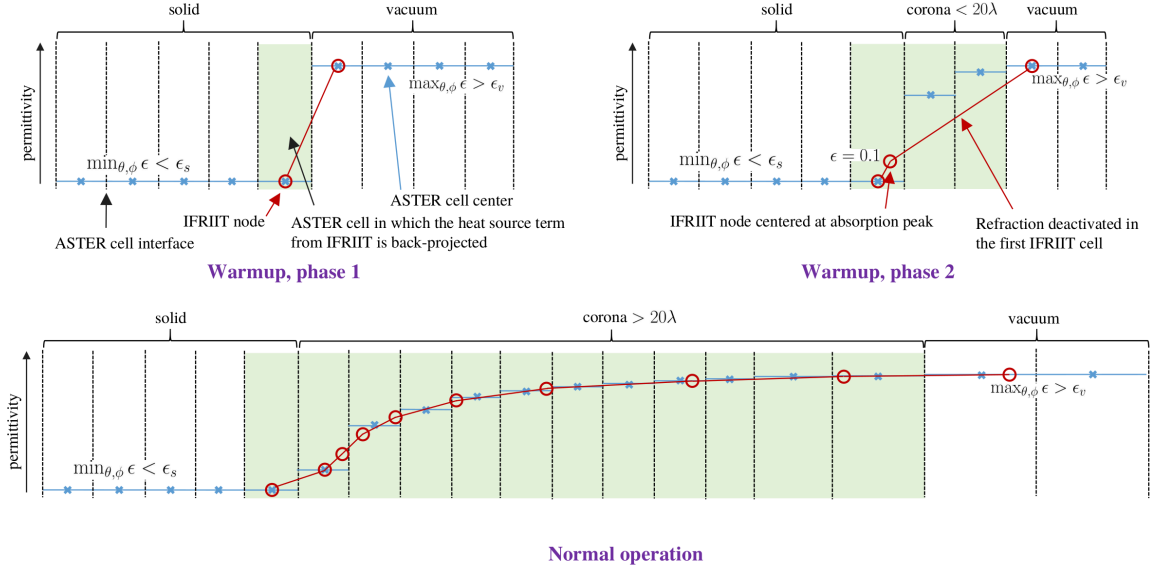 solid
vacuum
permittivity
max_{θ,ϕ} ϵ > ϵ_v
min_{θ,ϕ} ϵ < ϵ_s
ASTER cell center
IFRIIT node
ASTER cell in which the heat source term
from IFRIIT is back-projected
ASTER cell interface
Warmup, phase 1
solid
corona < 20λ
vacuum
permittivity
max_{θ,ϕ} ϵ > ϵ_v
min_{θ,ϕ} ϵ < ϵ_s
ϵ = 0.1
IFRIIT node centered at absorption peak
Refraction deactivated in
the first IFRIIT cell
Warmup, phase 2
solid
corona > 20λ
vacuum
permittivity
max_{θ,ϕ} ϵ > ϵ_v
min_{θ,ϕ} ϵ < ϵ_s
Normal operation